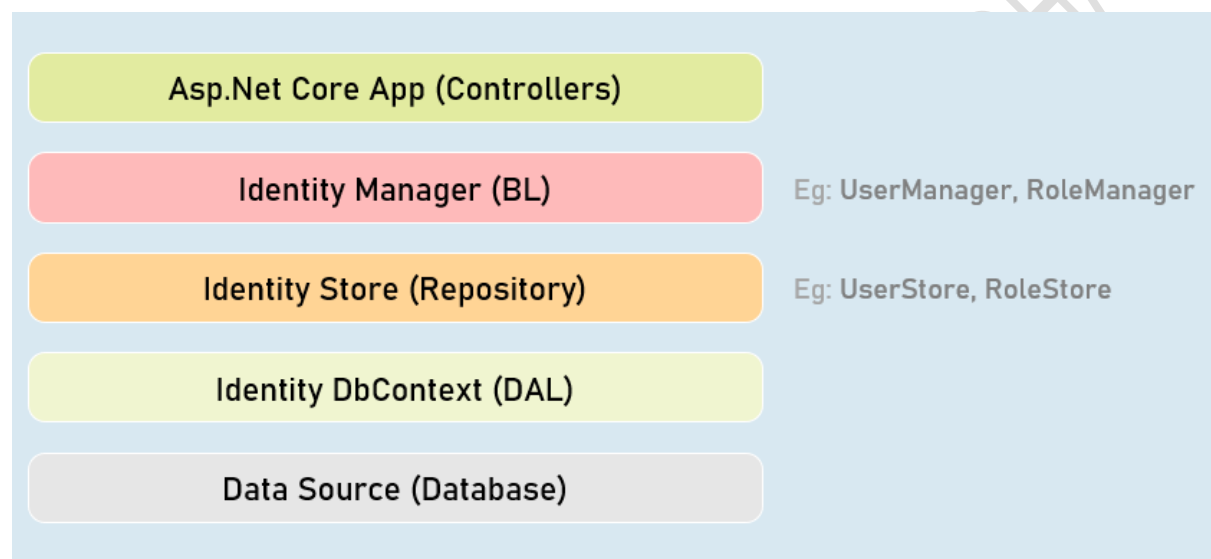 Asp.Net Core App (Controllers)
Identity Manager (BL)
Eg: UserManager, RoleManager
Identity Store (Repository)
Eg: UserStore, RoleStore
Identity DbContext (DAL)
Data Source (Database)